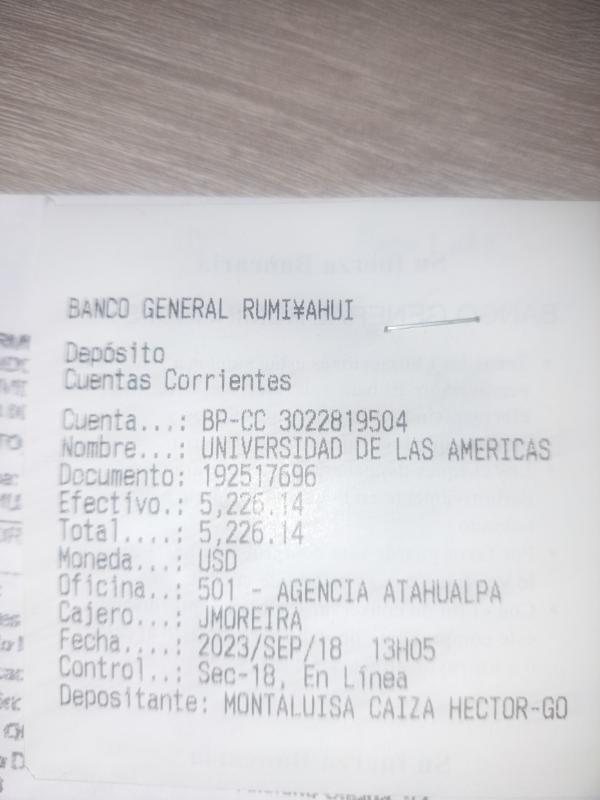 BANCO GENERAL RUMI¥AHUI
Depósito
Cuentas Corrientes
Cuenta...: BP-CC 3022819504
Nombre...: UNIVERSIDAD DE LAS AMERICAS
Documento: 192517696
Efectivo.: 5,226.14
Total....: 5,226.14
Moneda...: USD
Oficina..: 501 - AGENCIA ATAHUALPA
Cajero...: JMOREIRA
Fecha....: 2023/SEP/18 13H05
Control..: Sec-18, En Línea
Depositante: MONTALUISA CAIZA HECTOR-GO